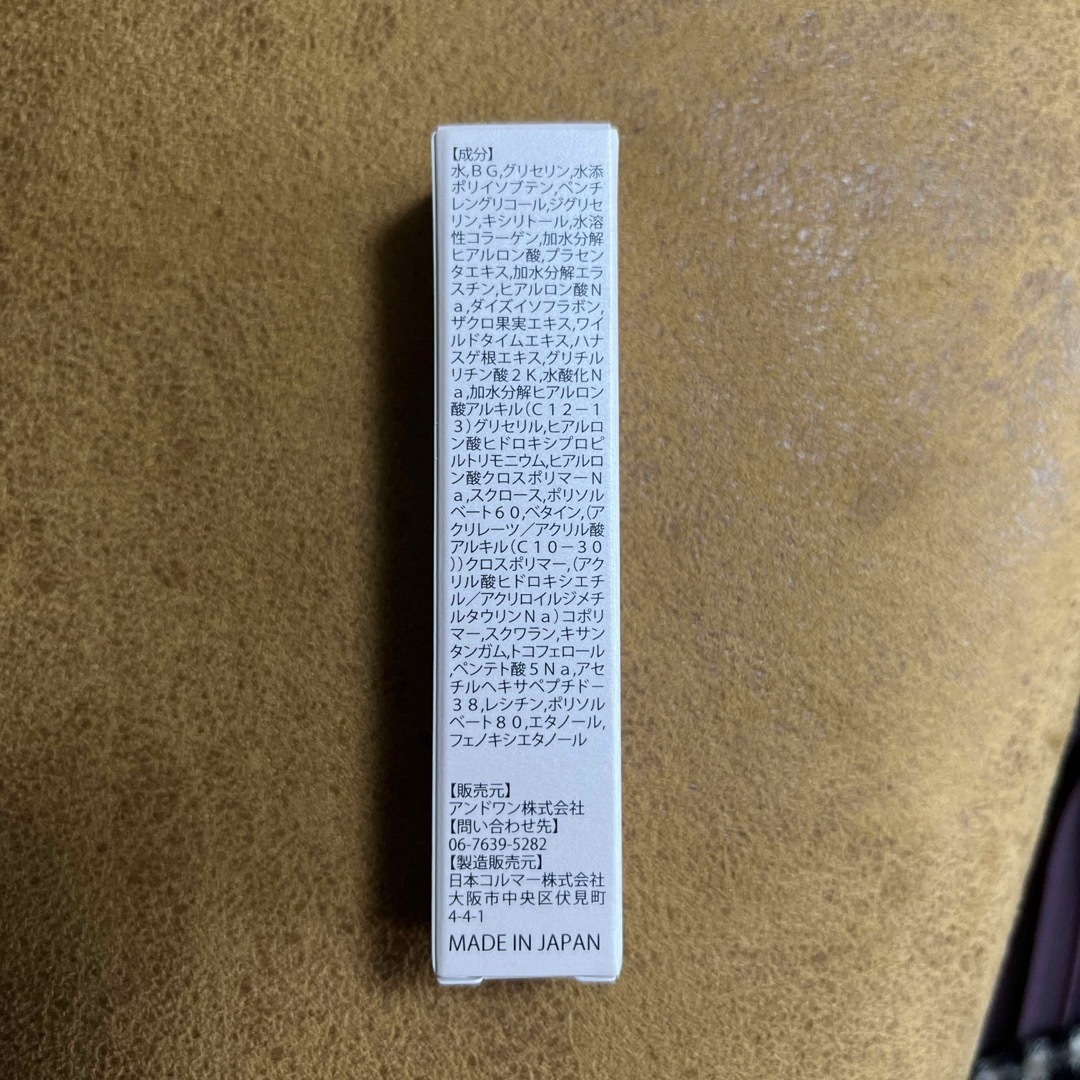 【成分】
水,ＢＧ,グリセリン,水添
ポリイソブテン,ペンチ
レングリコール,ジグリセ
リン,キシリトール,水溶
性コラーゲン,加水分解
ヒアルロン酸,プラセン
タエキス,加水分解エラ
スチン,ヒアルロン酸Ｎ
ａ,ダイズイソフラボン,
ザクロ果実エキス,ワイ
ルドタイムエキス,ハナ
スゲ根エキス,グリチル
リチン酸２Ｋ,水酸化Ｎ
ａ,加水分解ヒアルロン
酸アルキル（Ｃ１２－１
３）グリセリル,ヒアルロ
ン酸ヒドロキシプロピ
ルトリモニウム,ヒアルロ
ン酸クロスポリマーＮ
ａ,スクロース,ポリソル
ベート６０,ベタイン,（ア
クリレーツ／アクリル酸
アルキル（Ｃ１０－３０
））クロスポリマー,（アク
リル酸ヒドロキシエチ
ル／アクリロイルジメチ
ルタウリンＮａ）コポリ
マー,スクワラン,キサン
タンガム,トコフェロール
,ペンテト酸５Ｎａ,アセ
チルヘキサペプチド－
３８,レシチン,ポリソル
ベート８０,エタノール,
フェノキシエタノール
【販売元】
アンドワン株式会社
【問い合わせ先】
06-7639-5282
【製造販売元】
日本コルマー株式会社
大阪市中央区伏見町
4-4-1
MADE IN JAPAN